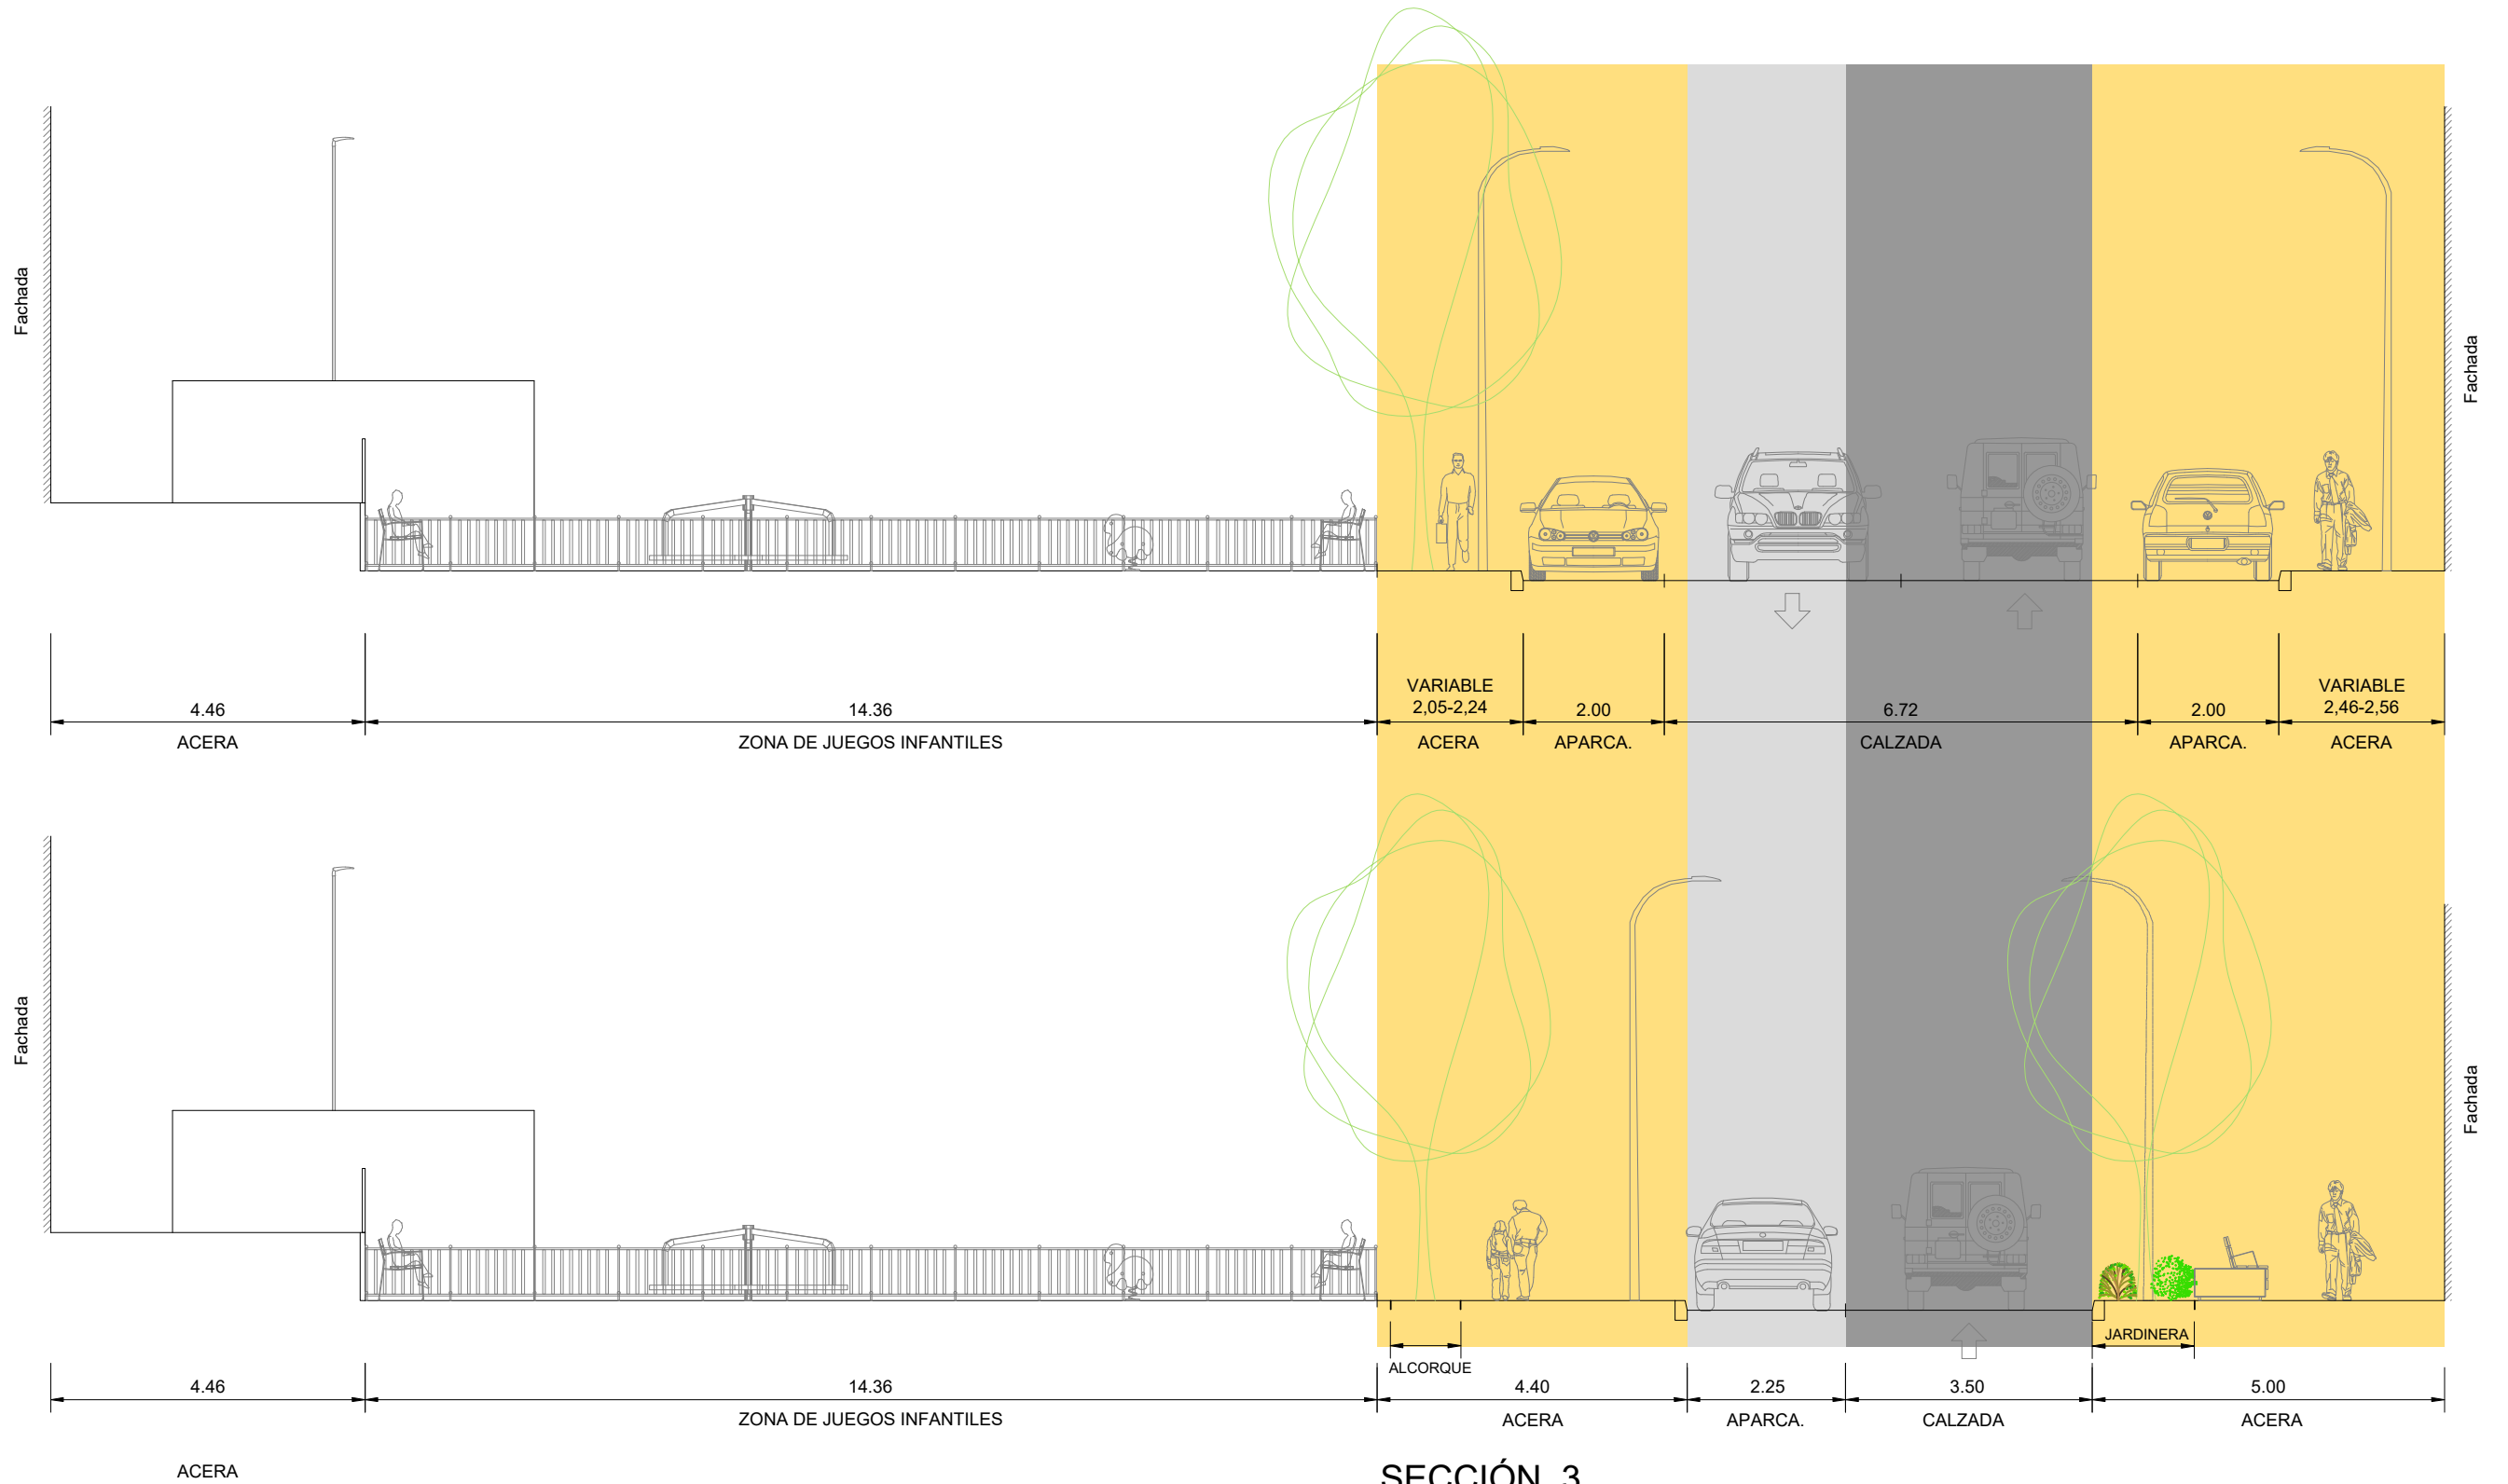 Fachada
Fachada
VARIABLE
2,05-2,24
VARIABLE
2,46-2,56
4.46
14.36
2.00
6.72
2.00
ACERA
ZONA DE JUEGOS INFANTILES
ACERA
APARCA.
CALZADA
APARCA.
ACERA
Fachada
Fachada
JARDINERA
ALCORQUE
4.46
14.36
4.40
2.25
3.50
5.00
ZONA DE JUEGOS INFANTILES
ACERA
APARCA.
CALZADA
ACERA
ACERA
SECCIÓN 3